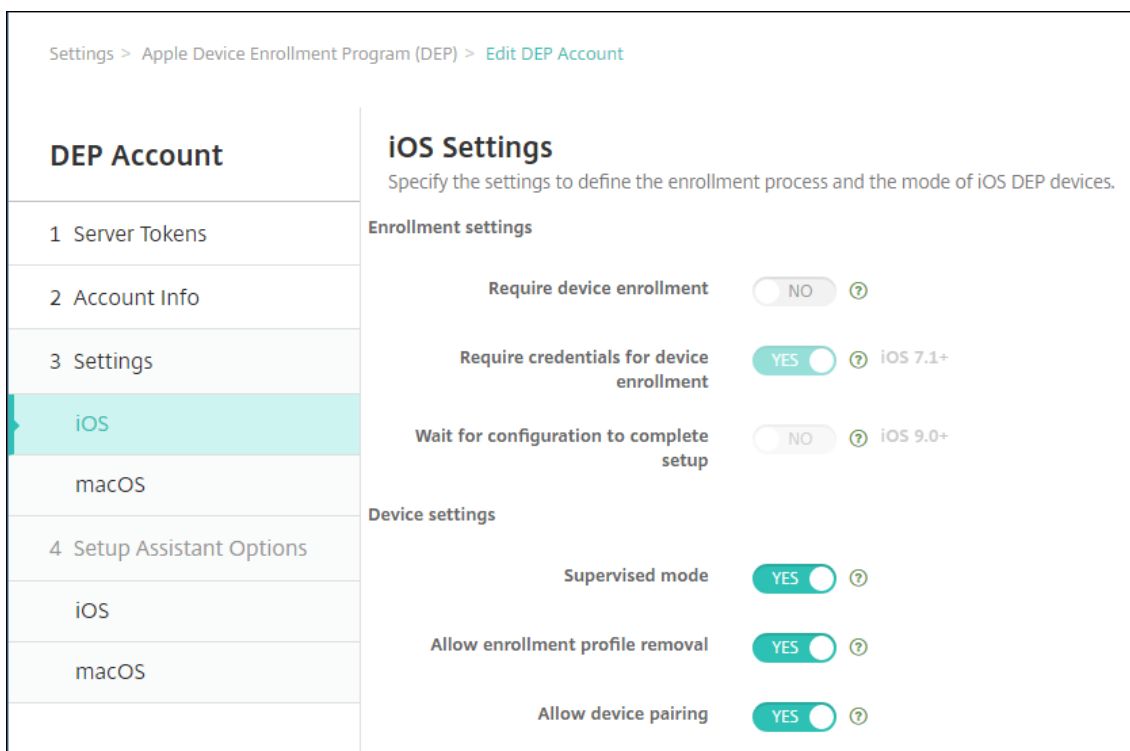 Settings > Apple Device Enrollment Program (DEP) > Edit DEP Account
DEP Account
1 Server Tokens
2 Account Info
3 Settings
iOS
macOS
4 Setup Assistant Options
iOS
macOS
iOS Settings
Specify the settings to define the enrollment process and the mode of iOS DEP devices.
Enrollment settings
Require device enrollment NO ?
Require credentials for device YES ? iOS 7.1+
enrollment
Wait for configuration to complete NO ? iOS 9.0+
setup
Device settings
Supervised mode YES ?
Allow enrollment profile removal YES ?
Allow device pairing YES ?